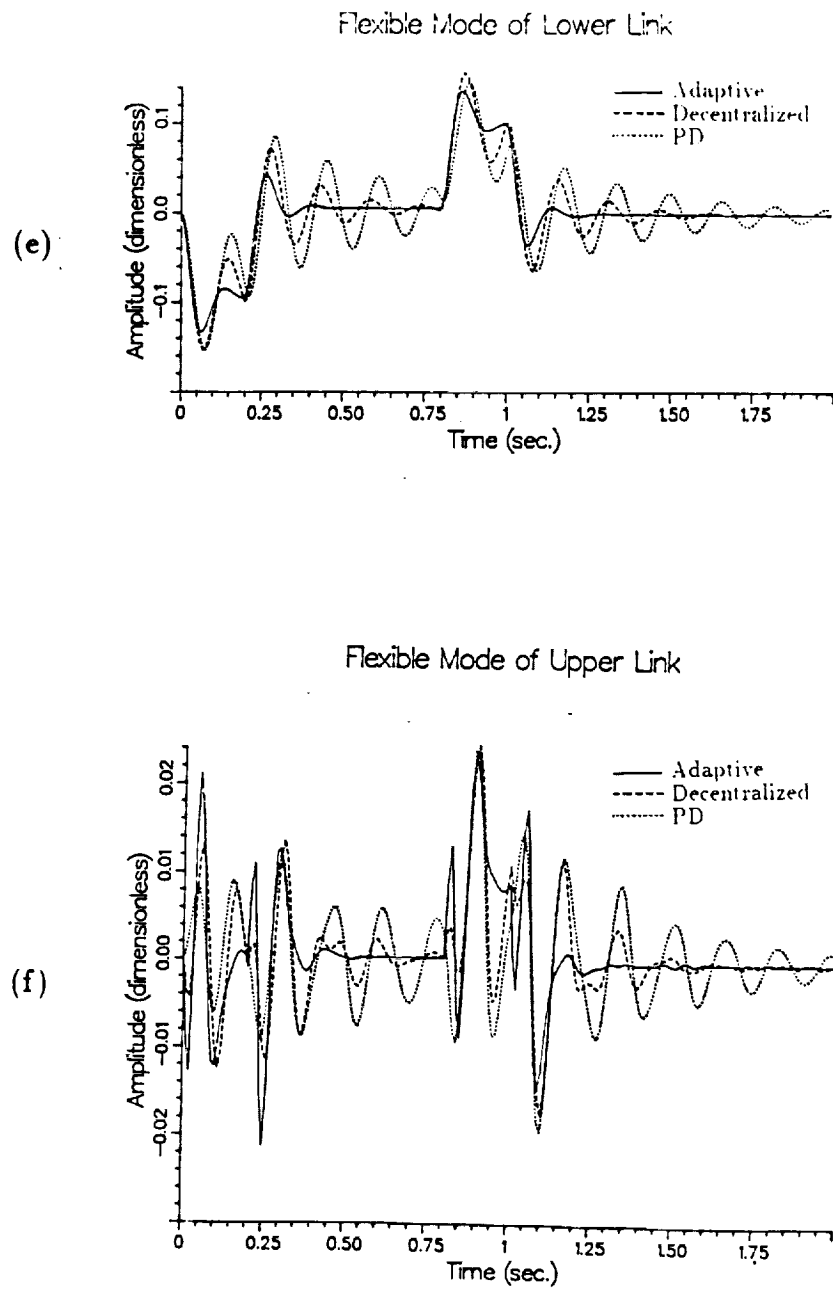 Flexible Mode of Lower Link
Adaptive
Decentralized
PD
(e)
Amplitude (dimensionless)
0.1
0.0
-0.1
0 0.25 0.50 0.75 1 1.25 1.50 1.75
Time (sec.)
Flexible Mode of Upper Link
Adaptive
Decentralized
PD
(f)
Amplitude (dimensionless)
0.02
0.01
0.00
-0.01
-0.02
0 0.25 0.50 0.75 1 1.25 1.50 1.75
Time (sec.)